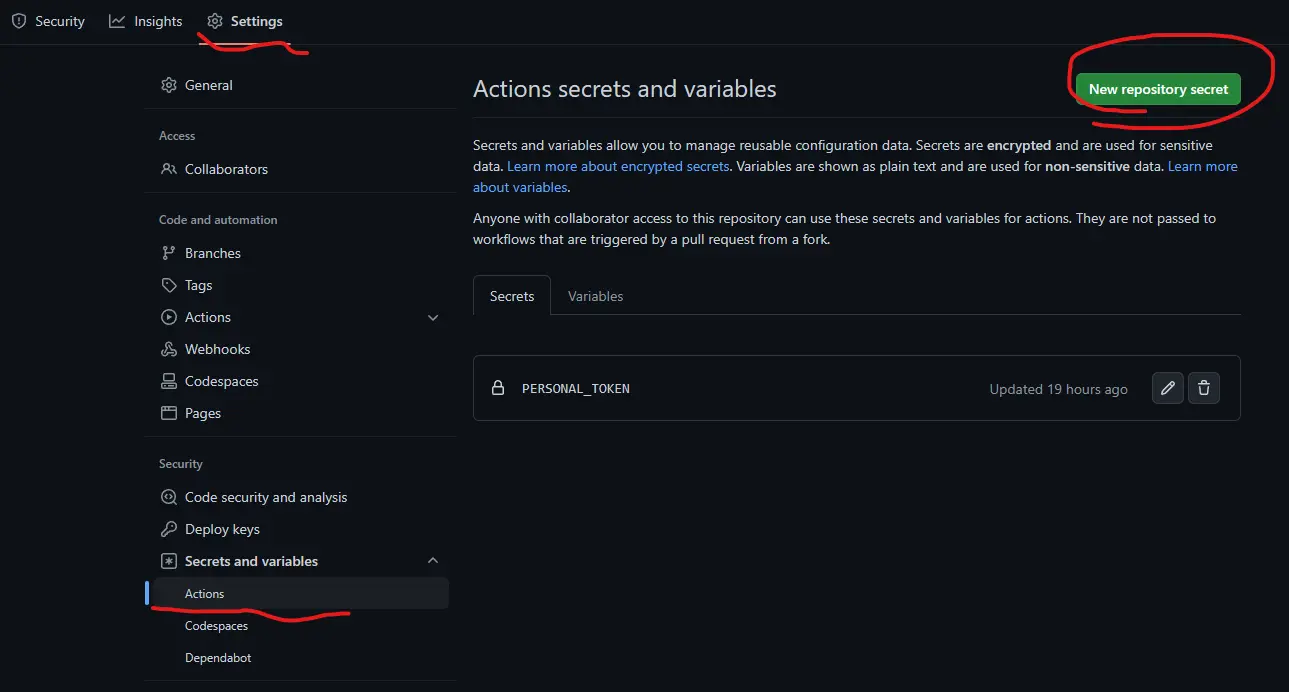 Security Insights Settings
General
Access
Collaborators
Code and automation
Branches
Tags
Actions
Webhooks
Codespaces
Pages
Security
Code security and analysis
Deploy keys
Secrets and variables
Actions
Codespaces
Dependabot
Actions secrets and variables
New repository secret
Secrets and variables allow you to manage reusable configuration data. Secrets are encrypted and are used for sensitive
data. Learn more about encrypted secrets. Variables are shown as plain text and are used for non-sensitive data. Learn more
about variables.
Anyone with collaborator access to this repository can use these secrets and variables for actions. They are not passed to
workflows that are triggered by a pull request from a fork.
Secrets Variables
PERSONAL_TOKEN Updated 19 hours ago